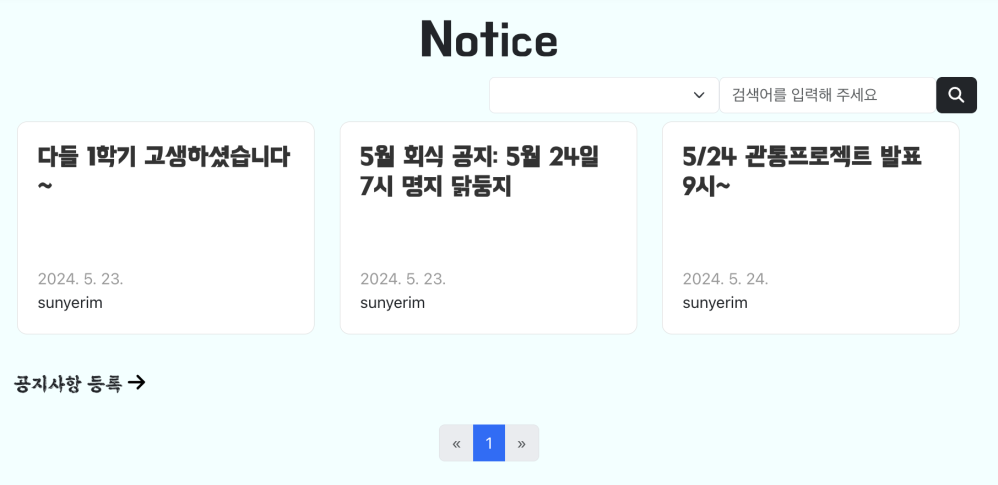 Notice
검색어를 입력해 주세요
다들 1학기 고생하셨습니다
~
2024. 5. 23.
sunyerim
5월 회식 공지: 5월 24일
7시 명지 닭둥지
2024. 5. 23.
sunyerim
5/24 관통프로젝트 발표
9시~
2024. 5. 24.
sunyerim
공지사항 등록 →
« 1 »